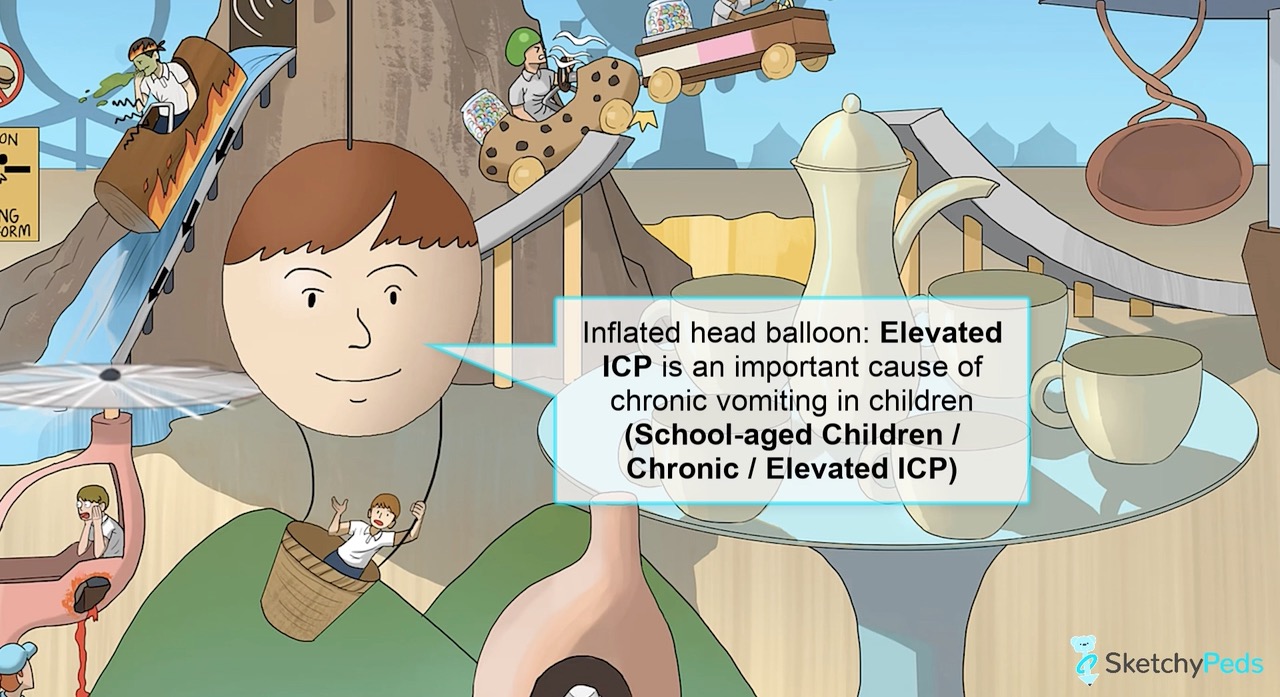 ON
NG
FORM
Inflated head balloon: Elevated
ICP is an important cause of
chronic vomiting in children
(School-aged Children /
Chronic / Elevated ICP)
SketchyPeds